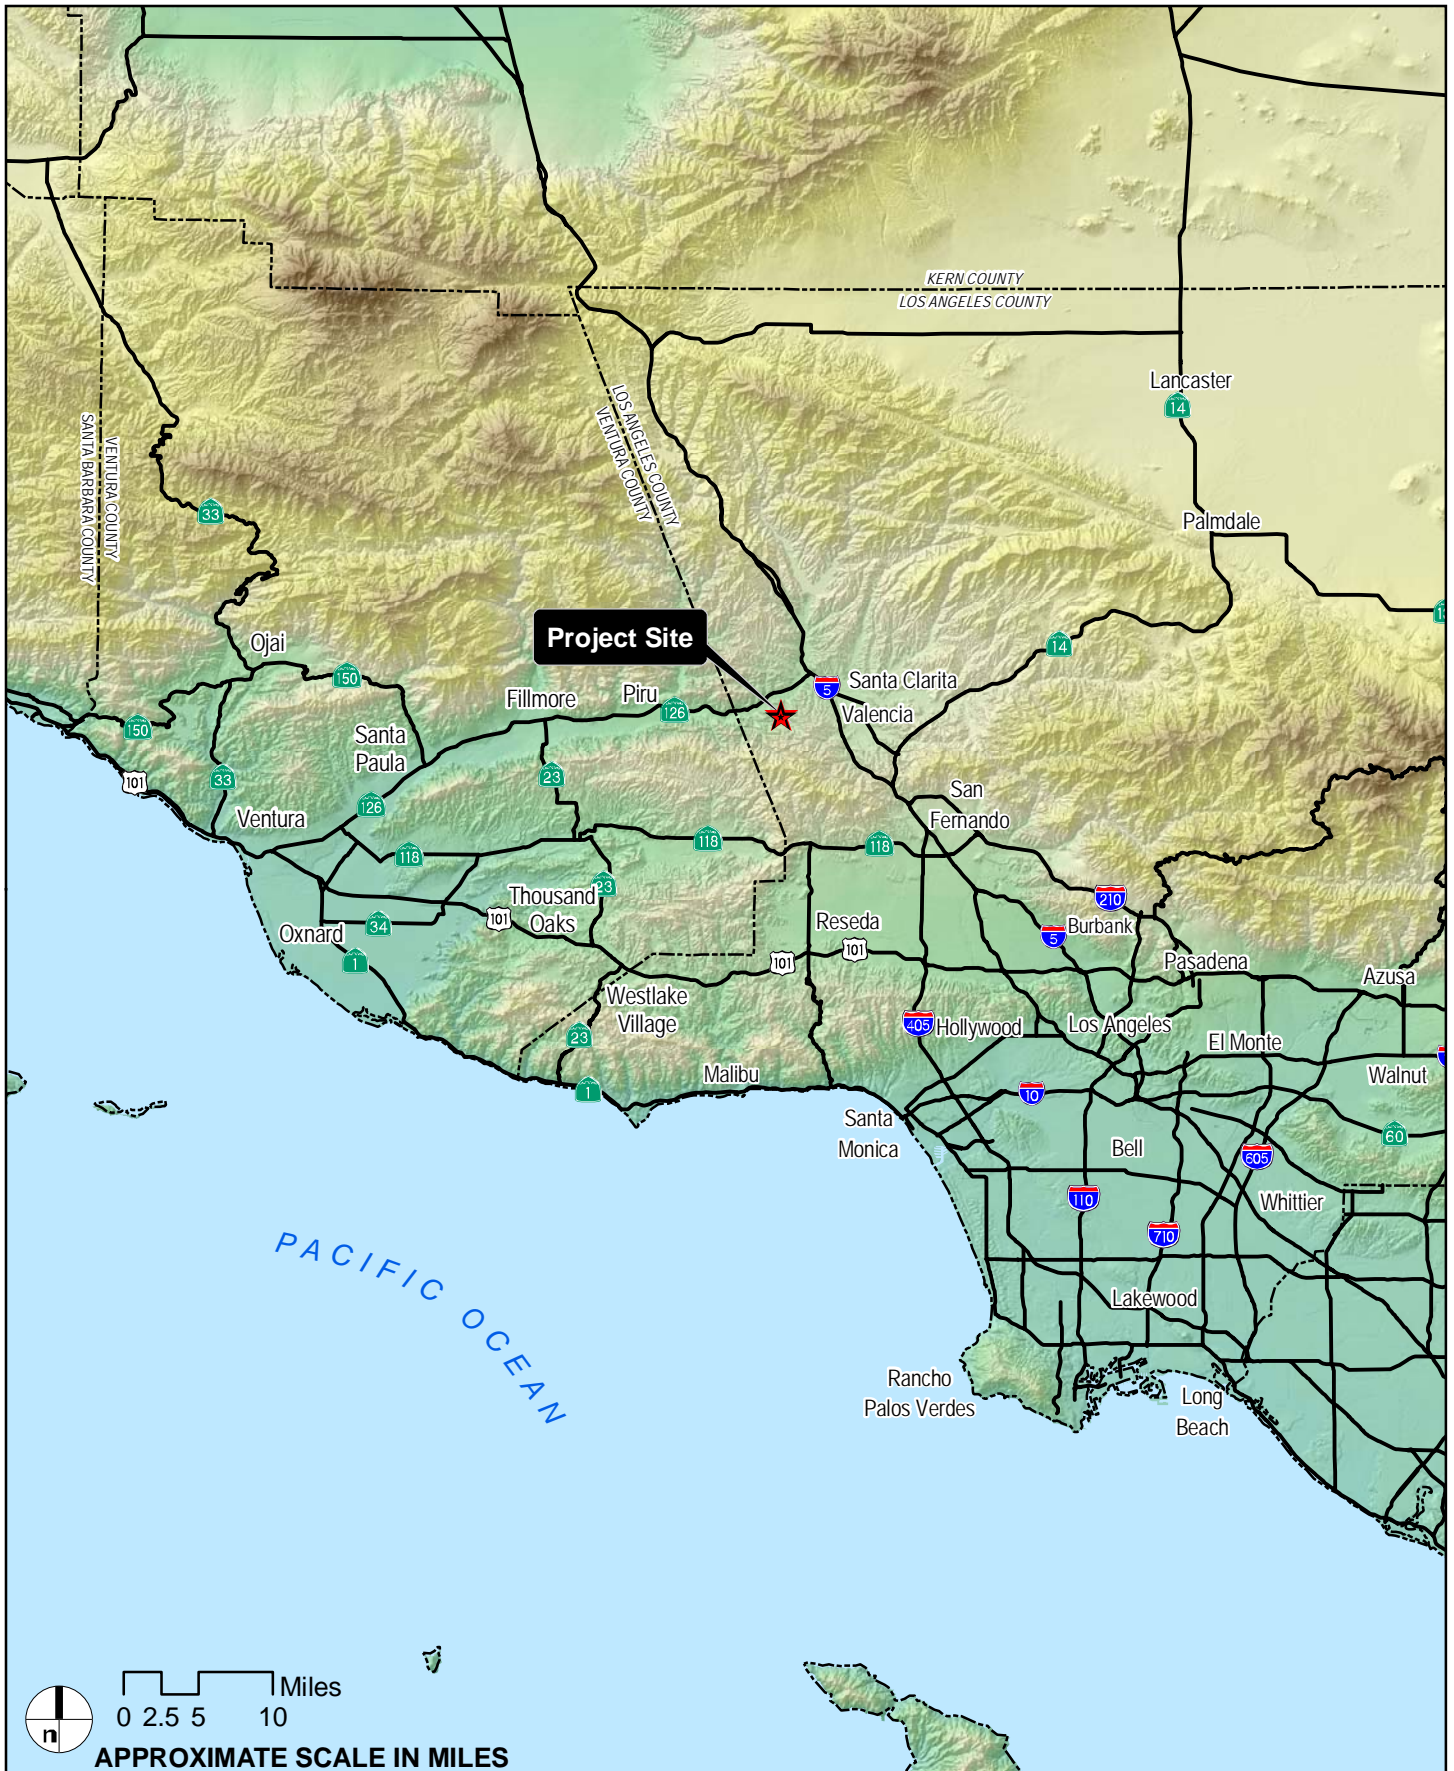 KERN COUNTY
LOS ANGELES COUNTY
Lancaster
14
LOS ANGELES COUNTY
VENTURA COUNTY
VENTURA COUNTY
SANTA BARBARA COUNTY
33
Palmdale
Project Site
Ojai
14
150
Santa Clarita
5
Fillmore
Piru
126
Valencia
150
Santa
Paula
101
33
23
126
San
Fernando
Ventura
118
118
118
Thousand
Oaks
23
210
101
34
Oxnard
Reseda
Burbank
5
101
101
1
Pasadena
Azusa
Westlake
Village
23
405
Hollywood
Los Angeles
El Monte
Malibu
1
10
Walnut
Santa
Monica
60
Bell
605
110
Whittier
710
PACIFIC OCEAN
Lakewood
Rancho
Palos Verdes
Long
Beach
Miles
0 2.5 5 10
n
APPROXIMATE SCALE IN MILES